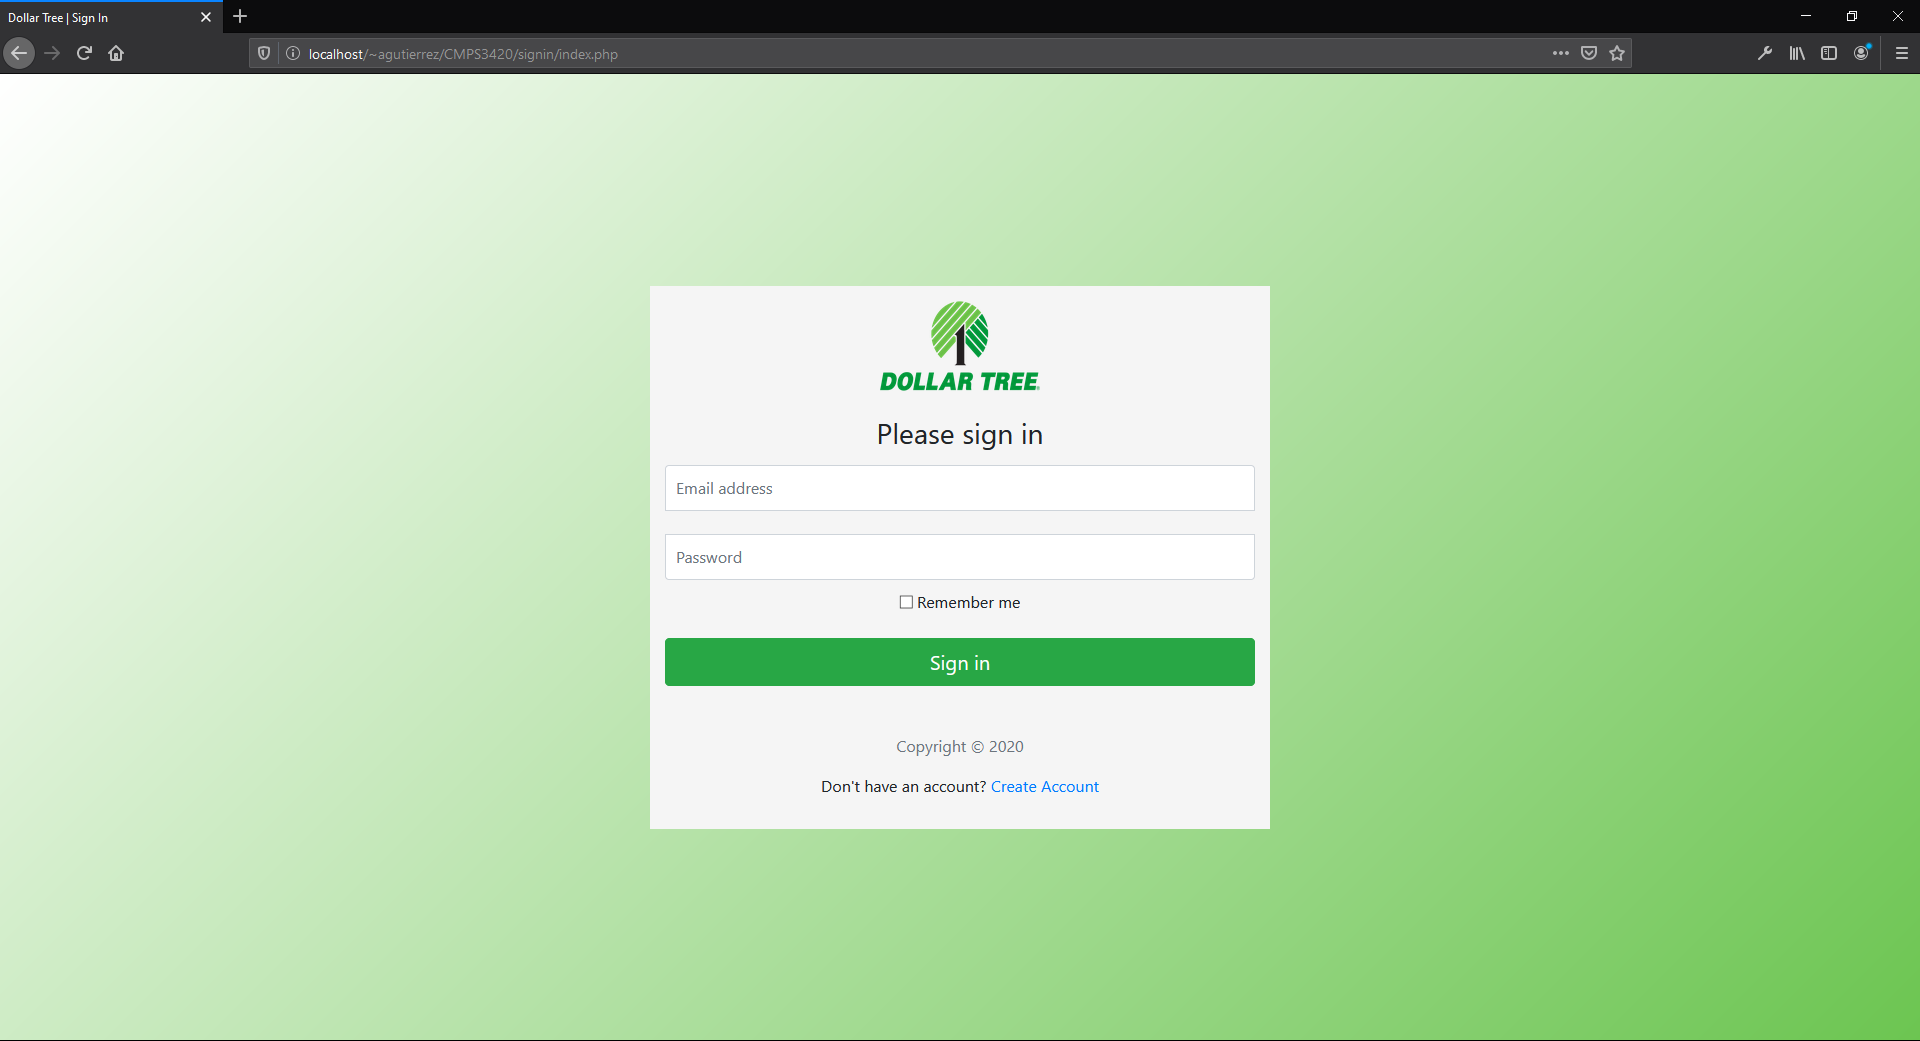 Dollar Tree | Sign In
localhost/~agutierrez/CMPS3420/signin/index.php
DOLLAR TREE
Please sign in
Email address
Password
Remember me
Sign in
Copyright © 2020
Don't have an account? Create Account